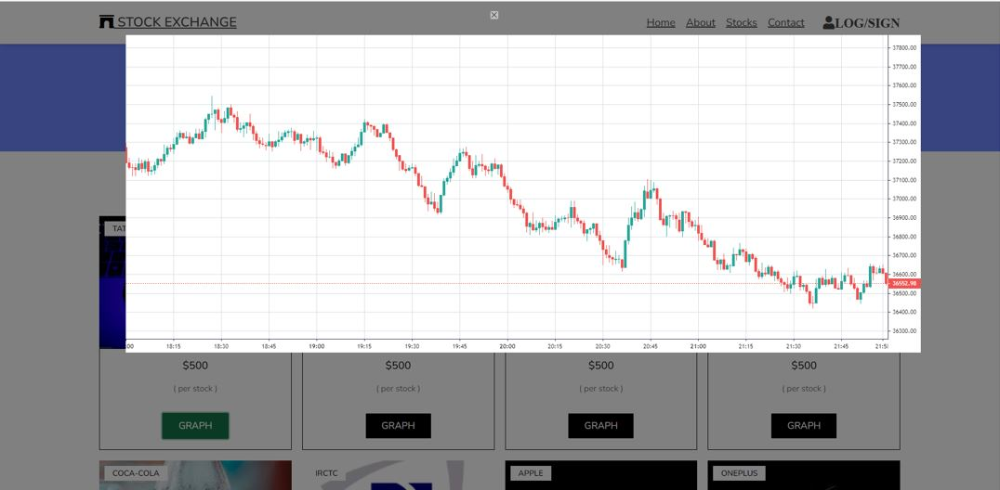 STOCK EXCHANGE
Home About Stocks Contact LOG/SIGN
37800.00
37700.00
37600.00
37500.00
37400.00
37300.00
37200.00
37100.00
37000.00
36900.00
36800.00
36700.00
36600.00
36552.98
36500.00
36400.00
36300.00
:00 18:15 18:30 18:45 19:00 19:15 19:30 19:45 20:00 20:15 20:30 20:45 21:00 21:15 21:30 21:45
TAT
$500 $500 $500 $500
( per stock ) ( per stock ) ( per stock ) ( per stock )
GRAPH GRAPH GRAPH GRAPH
COCA-COLA IRCTC APPLE ONEPLUS